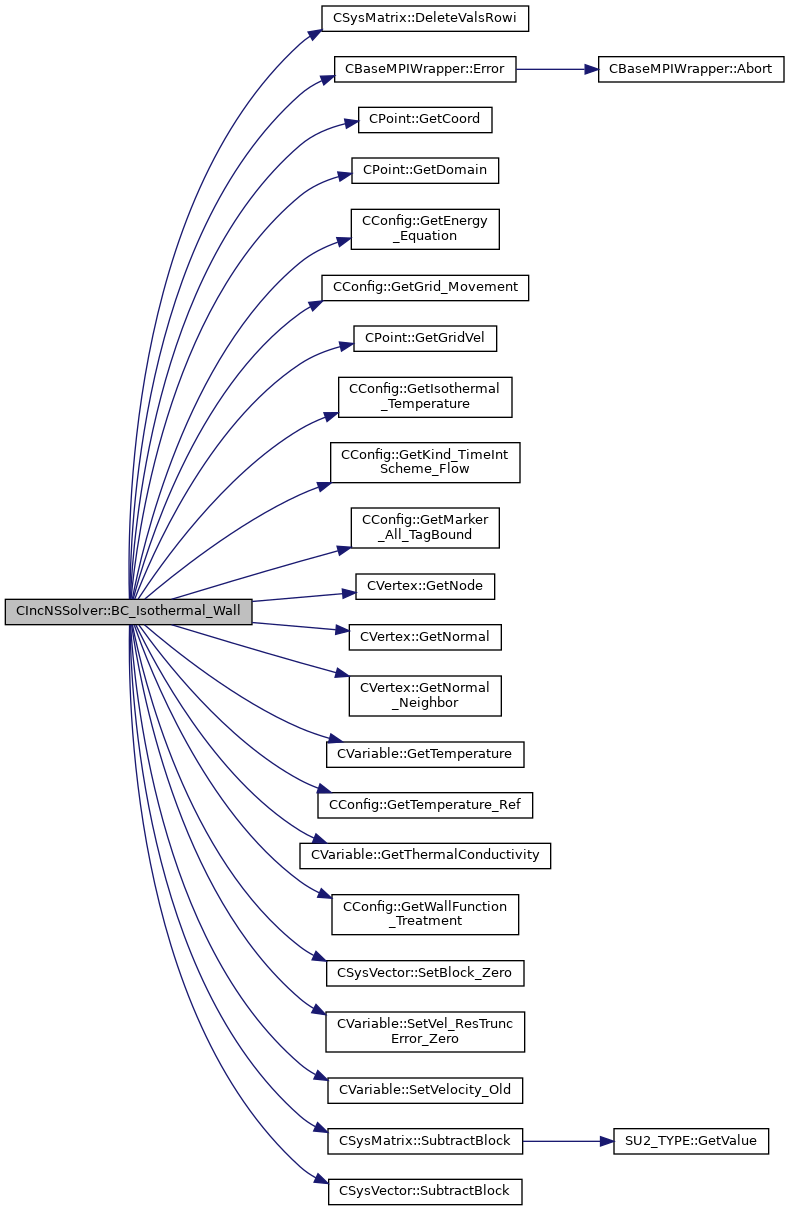 CSysMatrix::DeleteValsRowi
CBaseMPIWrapper::Error
CBaseMPIWrapper::Abort
CPoint::GetCoord
CPoint::GetDomain
CConfig::GetEnergy
_Equation
CConfig::GetGrid_Movement
CPoint::GetGridVel
CConfig::GetIsothermal
_Temperature
CConfig::GetKind_TimeInt
Scheme_Flow
CConfig::GetMarker
_All_TagBound
CVertex::GetNode
CIncNSSolver::BC_Isothermal_Wall
CVertex::GetNormal
CVertex::GetNormal
_Neighbor
CVariable::GetTemperature
CConfig::GetTemperature_Ref
CVariable::GetThermalConductivity
CConfig::GetWallFunction
_Treatment
CSysVector::SetBlock_Zero
CVariable::SetVel_ResTrunc
Error_Zero
CVariable::SetVelocity_Old
CSysMatrix::SubtractBlock
SU2_TYPE::GetValue
CSysVector::SubtractBlock